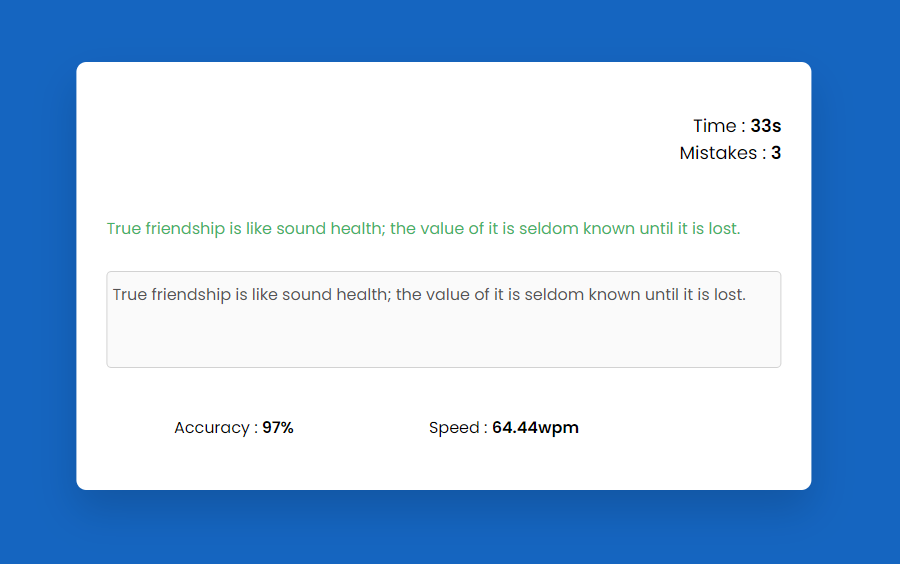 Time : 33s
Mistakes : 3
True friendship is like sound health; the value of it is seldom known until it is lost.
True friendship is like sound health; the value of it is seldom known until it is lost.
Accuracy : 97% Speed : 64.44wpm